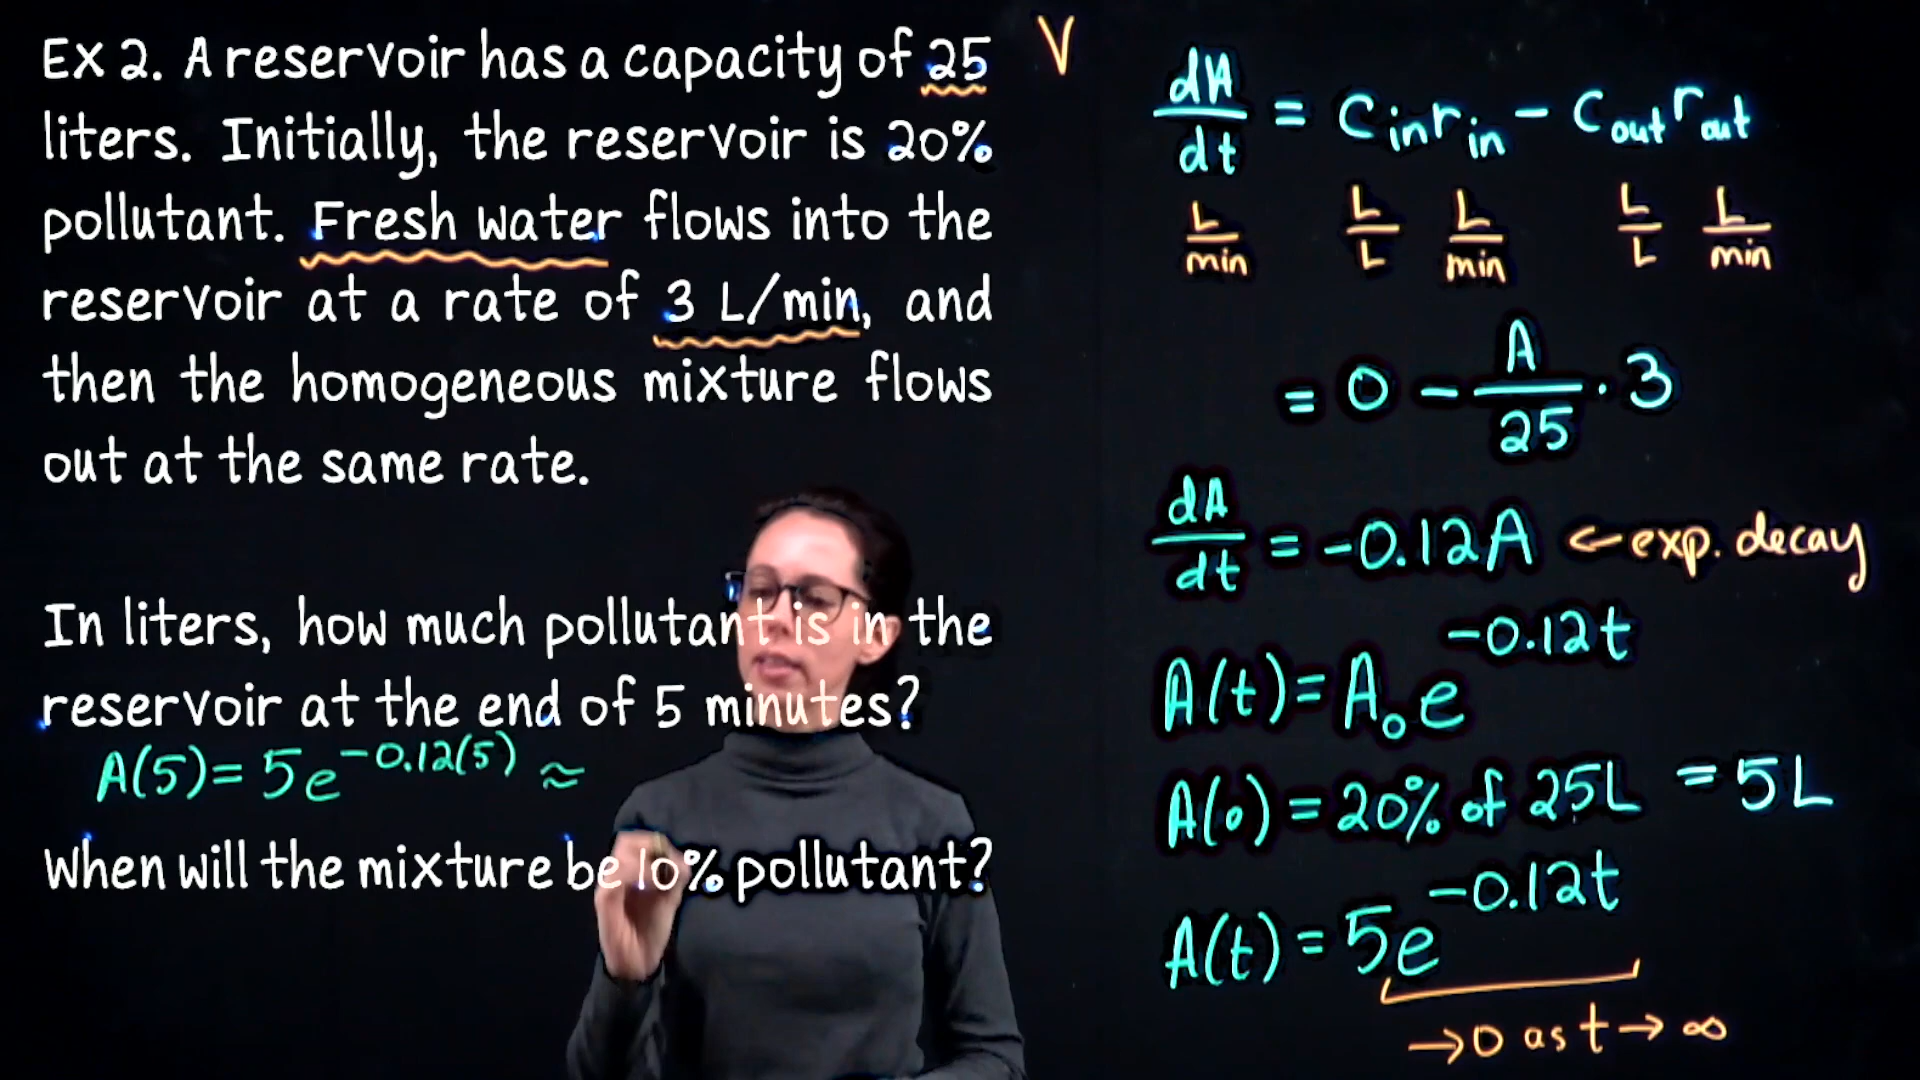 Ex 2. A reservoir has a capacity of 25
liters. Initially, the reservoir is 20%
pollutant. Fresh water flows into the
reservoir at a rate of 3 L/min, and
then the homogeneous mixture flows
out at the same rate.
In liters, how much pollutant is in the
reservoir at the end of 5 minutes?
A(5) = 5e^{-0.12(5)} ≈
When will the mixture be 10% pollutant?
V
dA/dt = C_in r_in - C_out r_out
L/min L/L L/min L/L L/min
= 0 - A/25 · 3
dA/dt = -0.12A ← exp. decay
A(t) = A_0 e^{-0.12t}
A(0) = 20% of 25L = 5L
A(t) = 5e^{-0.12t}
→ 0 as t → ∞